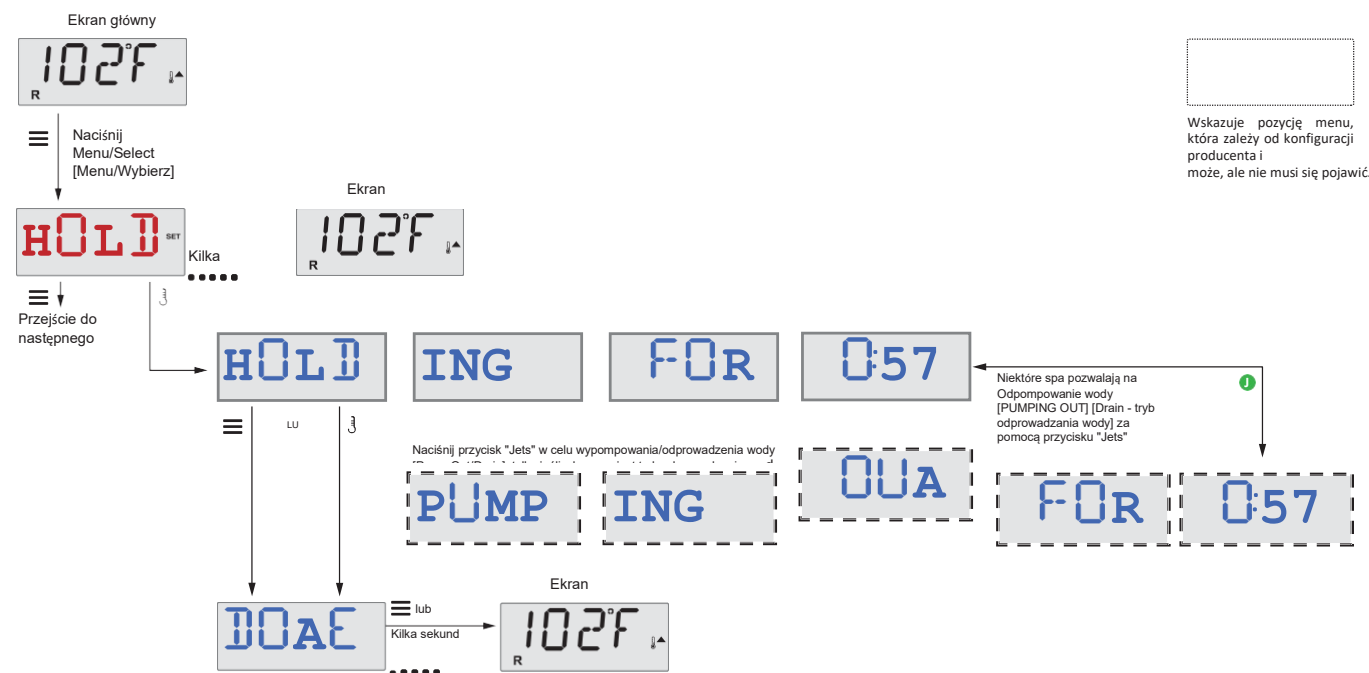 Ekran główny
102°F
R
Naciśnij
Menu/Select
[Menu/Wybierz]
Wskazuje pozycję menu,
która zależy od konfiguracji
producenta i
może, ale nie musi się pojawić.
HOLD SET
Kilka
Ekran
102°F
R
Przejście do
następnego
HOLD
ING
FOR
0:57
Niektóre spa pozwalają na
Odpompowanie wody
[PUMPING OUT] [Drain - tryb
odprowadzania wody] za
pomocą przycisku "Jets"
J
LU
Naciśnij przycisk "Jets" w celu wypompowania/odprowadzenia wody
PUMP
ING
OUA
FOR
0:57
DOAE
lub
Kilka sekund
Ekran
102°F
R